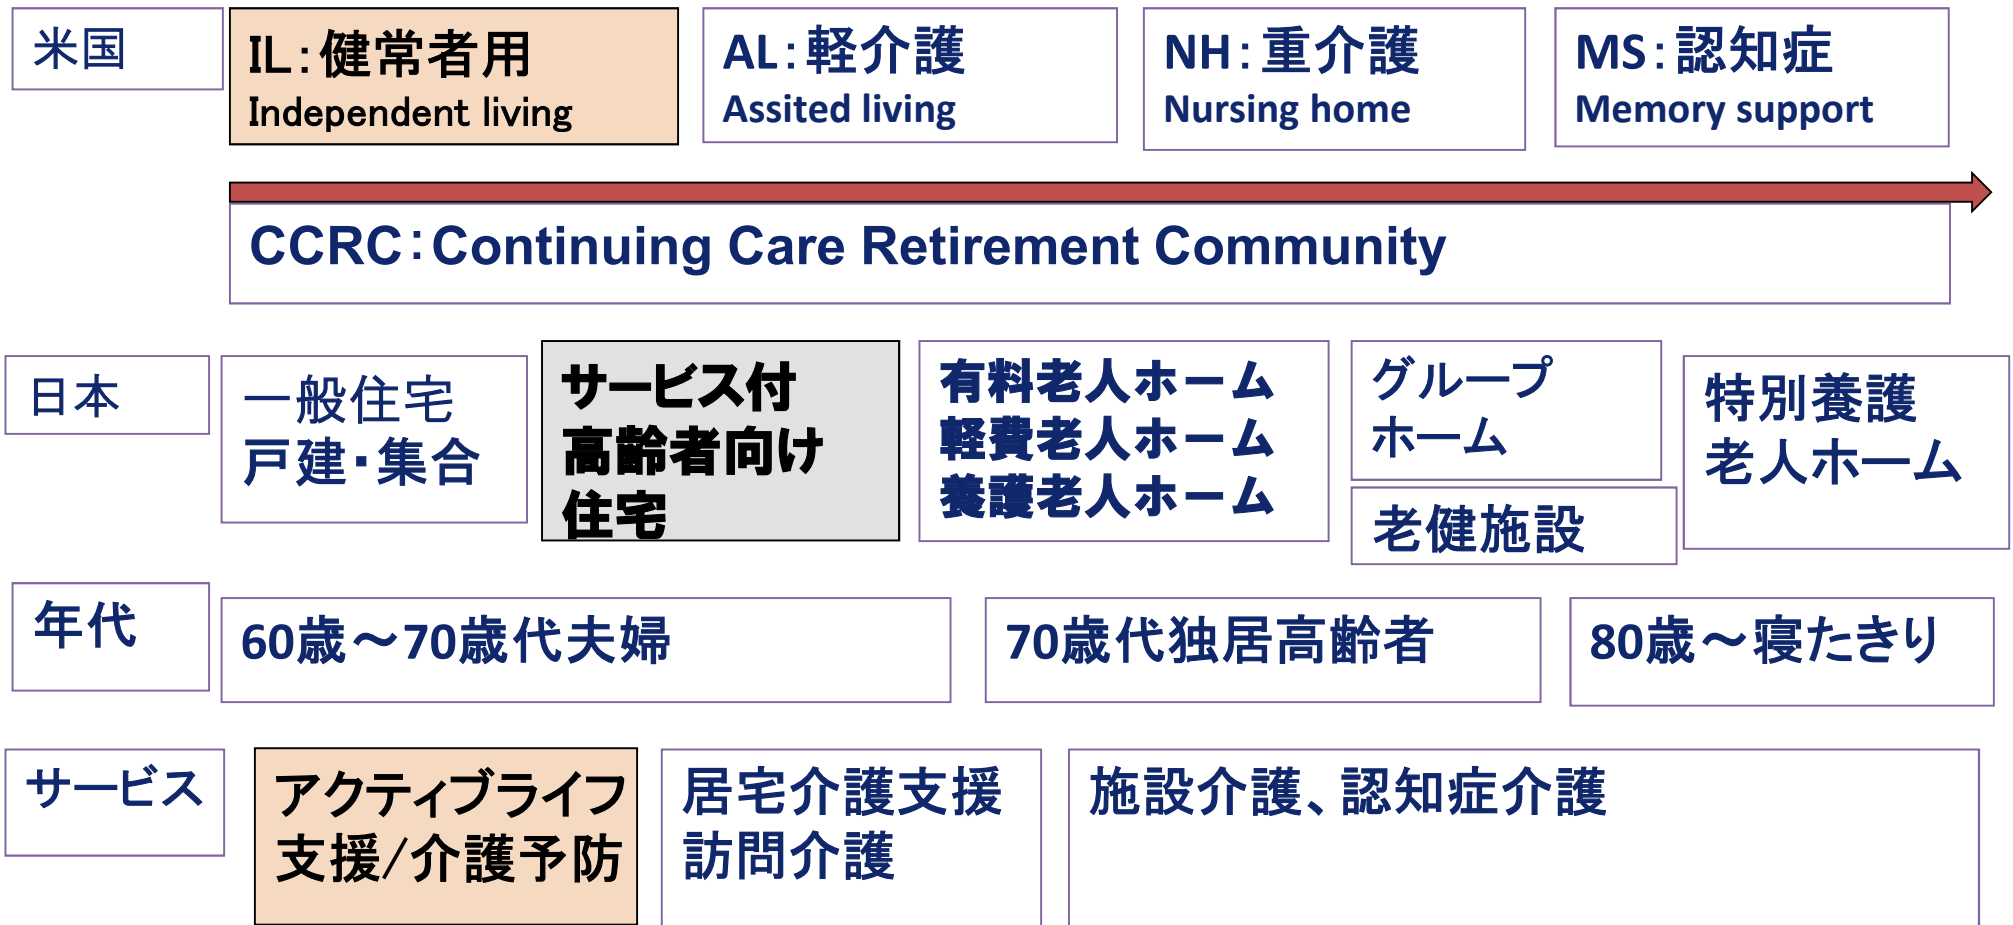 米国
IL：健常者用
Independent living
AL：軽介護
Assited living
NH：重介護
Nursing home
MS：認知症
Memory support
CCRC：Continuing Care Retirement Community
日本
一般住宅
戸建・集合
サービス付
高齢者向け
住宅
有料老人ホーム
軽費老人ホーム
養護老人ホーム
グループ
ホーム
老健施設
特別養護
老人ホーム
年代
60歳～70歳代夫婦
70歳代独居高齢者
80歳～寝たきり
サービス
アクティブライフ
支援/介護予防
居宅介護支援
訪問介護
施設介護、認知症介護